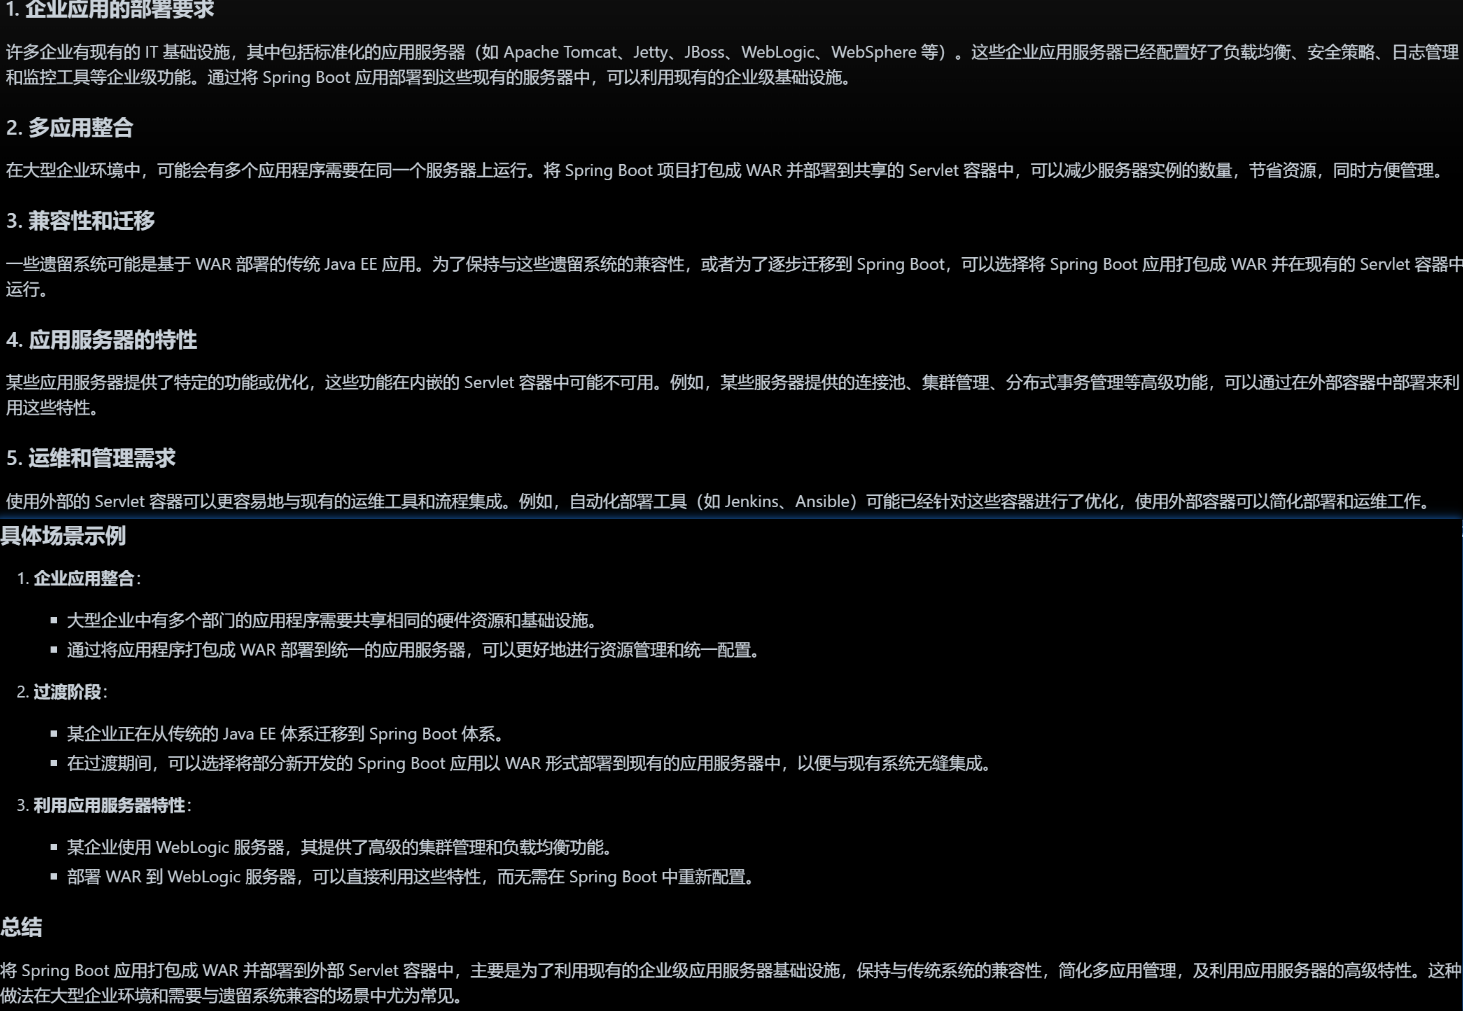 1. 企业应用的部署要求
许多企业有现有的 IT 基础设施，其中包括标准化的应用服务器（如 Apache Tomcat、Jetty、JBoss、WebLogic、WebSphere 等）。这些企业应用服务器已经配置好了负载均衡、安全策略、日志管理
和监控工具等企业级功能。通过将 Spring Boot 应用部署到这些现有的服务器中，可以利用现有的企业级基础设施。
2. 多应用整合
在大型企业环境中，可能会有多个应用程序需要在同一个服务器上运行。将 Spring Boot 项目打包成 WAR 并部署到共享的 Servlet 容器中，可以减少服务器实例的数量，节省资源，同时方便管理。
3. 兼容性和迁移
一些遗留系统可能是基于 WAR 部署的传统 Java EE 应用。为了保持与这些遗留系统的兼容性，或者为了逐步迁移到 Spring Boot，可以选择将 Spring Boot 应用打包成 WAR 并在现有的 Servlet 容器中
运行。
4. 应用服务器的特性
某些应用服务器提供了特定的功能或优化，这些功能在内嵌的 Servlet 容器中可能不可用。例如，某些服务器提供的连接池、集群管理、分布式事务管理等高级功能，可以通过在外部容器中部署来利
用这些特性。
5. 运维和管理需求
使用外部的 Servlet 容器可以更容易地与现有的运维工具和流程集成。例如，自动化部署工具（如 Jenkins、Ansible）可能已经针对这些容器进行了优化，使用外部容器可以简化部署和运维工作。
具体场景示例
1. 企业应用整合：
▪ 大型企业中有多个部门的应用程序需要共享相同的硬件资源和基础设施。
▪ 通过将应用程序打包成 WAR 部署到统一的应用服务器，可以更好地进行资源管理和统一配置。
2. 过渡阶段：
▪ 某企业正在从传统的 Java EE 体系迁移到 Spring Boot 体系。
▪ 在过渡期间，可以选择将部分新开发的 Spring Boot 应用以 WAR 形式部署到现有的应用服务器中，以便与现有系统无缝集成。
3. 利用应用服务器特性：
▪ 某企业使用 WebLogic 服务器，其提供了高级的集群管理和负载均衡功能。
▪ 部署 WAR 到 WebLogic 服务器，可以直接利用这些特性，而无需在 Spring Boot 中重新配置。
总结
将 Spring Boot 应用打包成 WAR 并部署到外部 Servlet 容器中，主要是为了利用现有的企业级应用服务器基础设施，保持与传统系统的兼容性，简化多应用管理，及利用应用服务器的高级特性。这种
做法在大型企业环境和需要与遗留系统兼容的场景中尤为常见。